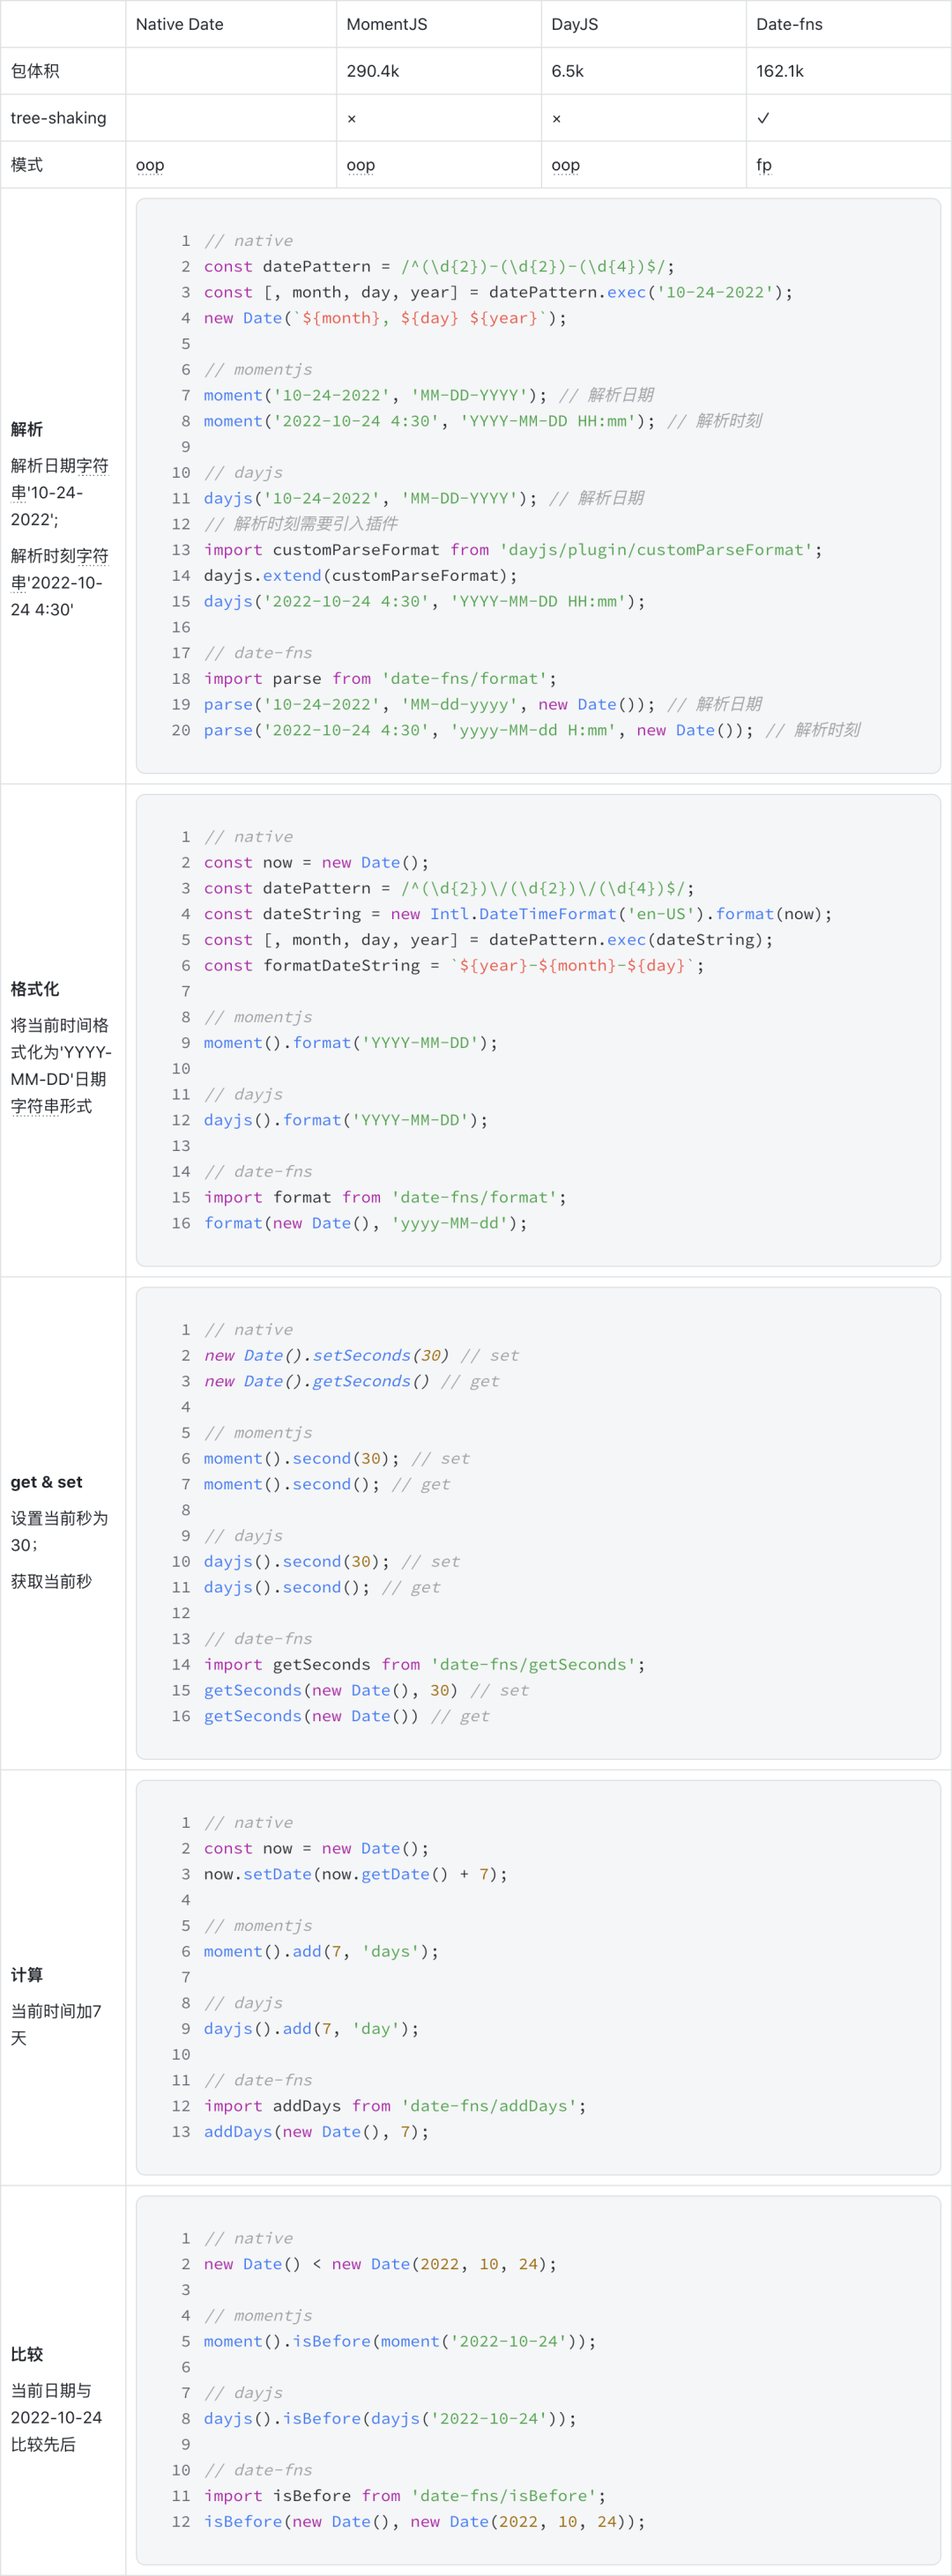 Native Date MomentJS DayJS Date-fns
包体积 290.4k 6.5k 162.1k
tree-shaking × × ✓
模式 oop oop oop fp
解析
解析日期字符
串'10-24-
2022';
解析时刻字符
串'2022-10-
24 4:30'
1 // native
2 const datePattern = /^(\d{2})-(\d{2})-(\d{4})$/;
3 const [, month, day, year] = datePattern.exec('10-24-2022');
4 new Date(`${month}, ${day} ${year}`);
5
6 // momentjs
7 moment('10-24-2022', 'MM-DD-YYYY'); // 解析日期
8 moment('2022-10-24 4:30', 'YYYY-MM-DD HH:mm'); // 解析时刻
9
10 // dayjs
11 dayjs('10-24-2022', 'MM-DD-YYYY'); // 解析日期
12 // 解析时刻需要引入插件
13 import customParseFormat from 'dayjs/plugin/customParseFormat';
14 dayjs.extend(customParseFormat);
15 dayjs('2022-10-24 4:30', 'YYYY-MM-DD HH:mm');
16
17 // date-fns
18 import parse from 'date-fns/format';
19 parse('10-24-2022', 'MM-dd-yyyy', new Date()); // 解析日期
20 parse('2022-10-24 4:30', 'yyyy-MM-dd H:mm', new Date()); // 解析时刻
格式化
将当前时间格
式化为'YYYY-
MM-DD'日期
字符串形式
1 // native
2 const now = new Date();
3 const datePattern = /^(\d{2})\/(\d{2})\/(\d{4})$/;
4 const dateString = new Intl.DateTimeFormat('en-US').format(now);
5 const [, month, day, year] = datePattern.exec(dateString);
6 const formatDateString = `${year}-${month}-${day}`;
7
8 // momentjs
9 moment().format('YYYY-MM-DD');
10
11 // dayjs
12 dayjs().format('YYYY-MM-DD');
13
14 // date-fns
15 import format from 'date-fns/format';
16 format(new Date(), 'yyyy-MM-dd');
get & set
设置当前秒为
30；
获取当前秒
1 // native
2 new Date().setSeconds(30) // set
3 new Date().getSeconds() // get
4
5 // momentjs
6 moment().second(30); // set
7 moment().second(); // get
8
9 // dayjs
10 dayjs().second(30); // set
11 dayjs().second(); // get
12
13 // date-fns
14 import getSeconds from 'date-fns/getSeconds';
15 getSeconds(new Date(), 30) // set
16 getSeconds(new Date()) // get
计算
当前时间加7
天
1 // native
2 const now = new Date();
3 now.setDate(now.getDate() + 7);
4
5 // momentjs
6 moment().add(7, 'days');
7
8 // dayjs
9 dayjs().add(7, 'day');
10
11 // date-fns
12 import addDays from 'date-fns/addDays';
13 addDays(new Date(), 7);
比较
当前日期与
2022-10-24
比较先后
1 // native
2 new Date() < new Date(2022, 10, 24);
3
4 // momentjs
5 moment().isBefore(moment('2022-10-24'));
6
7 // dayjs
8 dayjs().isBefore(dayjs('2022-10-24'));
9
10 // date-fns
11 import isBefore from 'date-fns/isBefore';
12 isBefore(new Date(), new Date(2022, 10, 24));